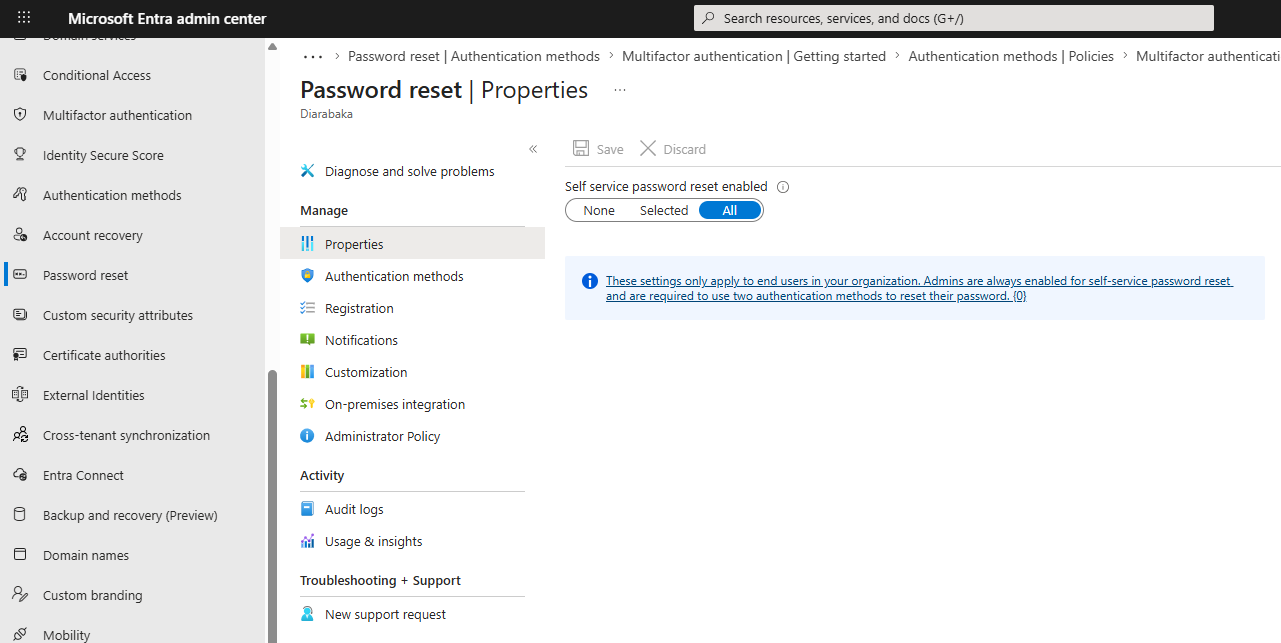 Microsoft Entra admin center
Search resources, services, and docs (G+/)
Domain services
Conditional Access
Multifactor authentication
Identity Secure Score
Authentication methods
Account recovery
Password reset
Custom security attributes
Certificate authorities
External Identities
Cross-tenant synchronization
Entra Connect
Backup and recovery (Preview)
Domain names
Custom branding
Mobility
··· > Password reset | Authentication methods > Multifactor authentication | Getting started > Authentication methods | Policies > Multifactor authenticati
Password reset | Properties ...
Diarabaka
«
Diagnose and solve problems
Manage
Properties
Authentication methods
Registration
Notifications
Customization
On-premises integration
Administrator Policy
Activity
Audit logs
Usage & insights
Troubleshooting + Support
New support request
Save Discard
Self service password reset enabled
None Selected All
These settings only apply to end users in your organization. Admins are always enabled for self-service password reset
and are required to use two authentication methods to reset their password. {0}